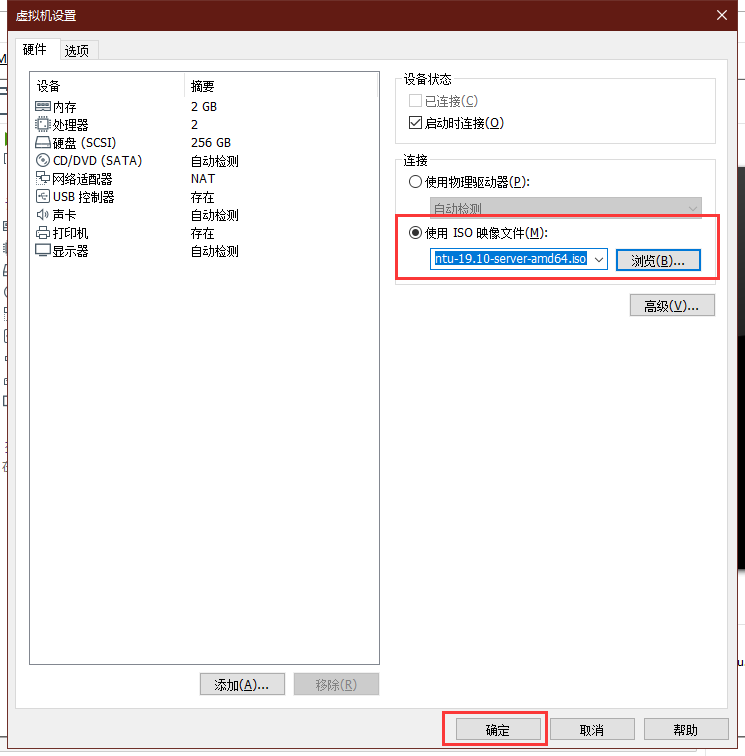 虚拟机设置
硬件 选项
设备 摘要
内存 2 GB
处理器 2
硬盘 (SCSI) 256 GB
CD/DVD (SATA) 自动检测
网络适配器 NAT
USB 控制器 存在
声卡 自动检测
打印机 存在
显示器 自动检测
添加(A)... 移除(R)
设备状态
已连接(C)
启动时连接(O)
连接
使用物理驱动器(P):
自动检测
使用 ISO 映像文件(M):
ntu-19.10-server-amd64.iso 浏览(B)...
高级(V)...
确定 取消 帮助